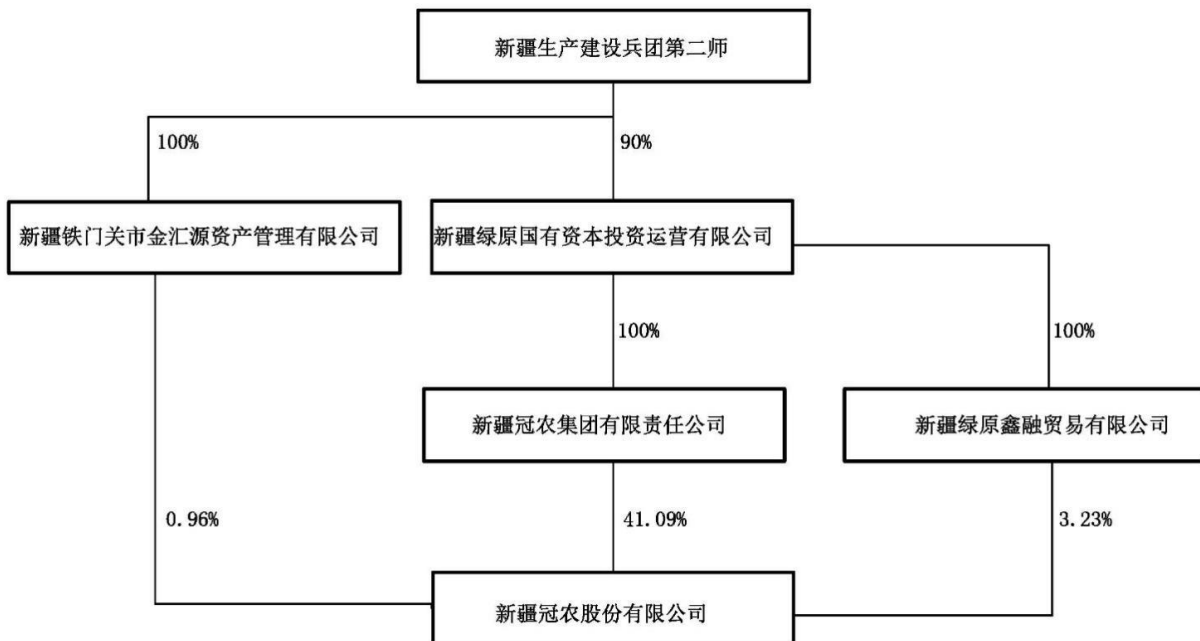 新疆生产建设兵团第二师
100%
90%
新疆铁门关市金汇源资产管理有限公司
新疆绿原国有资本投资运营有限公司
100%
100%
新疆冠农集团有限责任公司
新疆绿原鑫融贸易有限公司
0.96%
41.09%
3.23%
新疆冠农股份有限公司